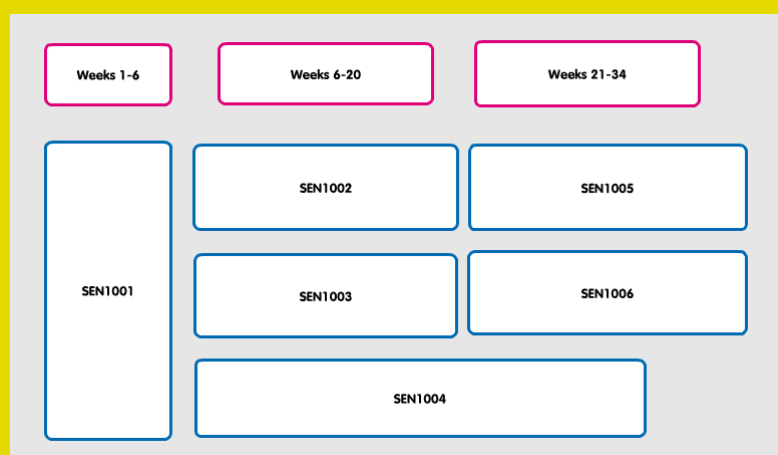 Weeks 1-6
Weeks 6-20
Weeks 21-34
SEN1001
SEN1002
SEN1005
SEN1003
SEN1006
SEN1004